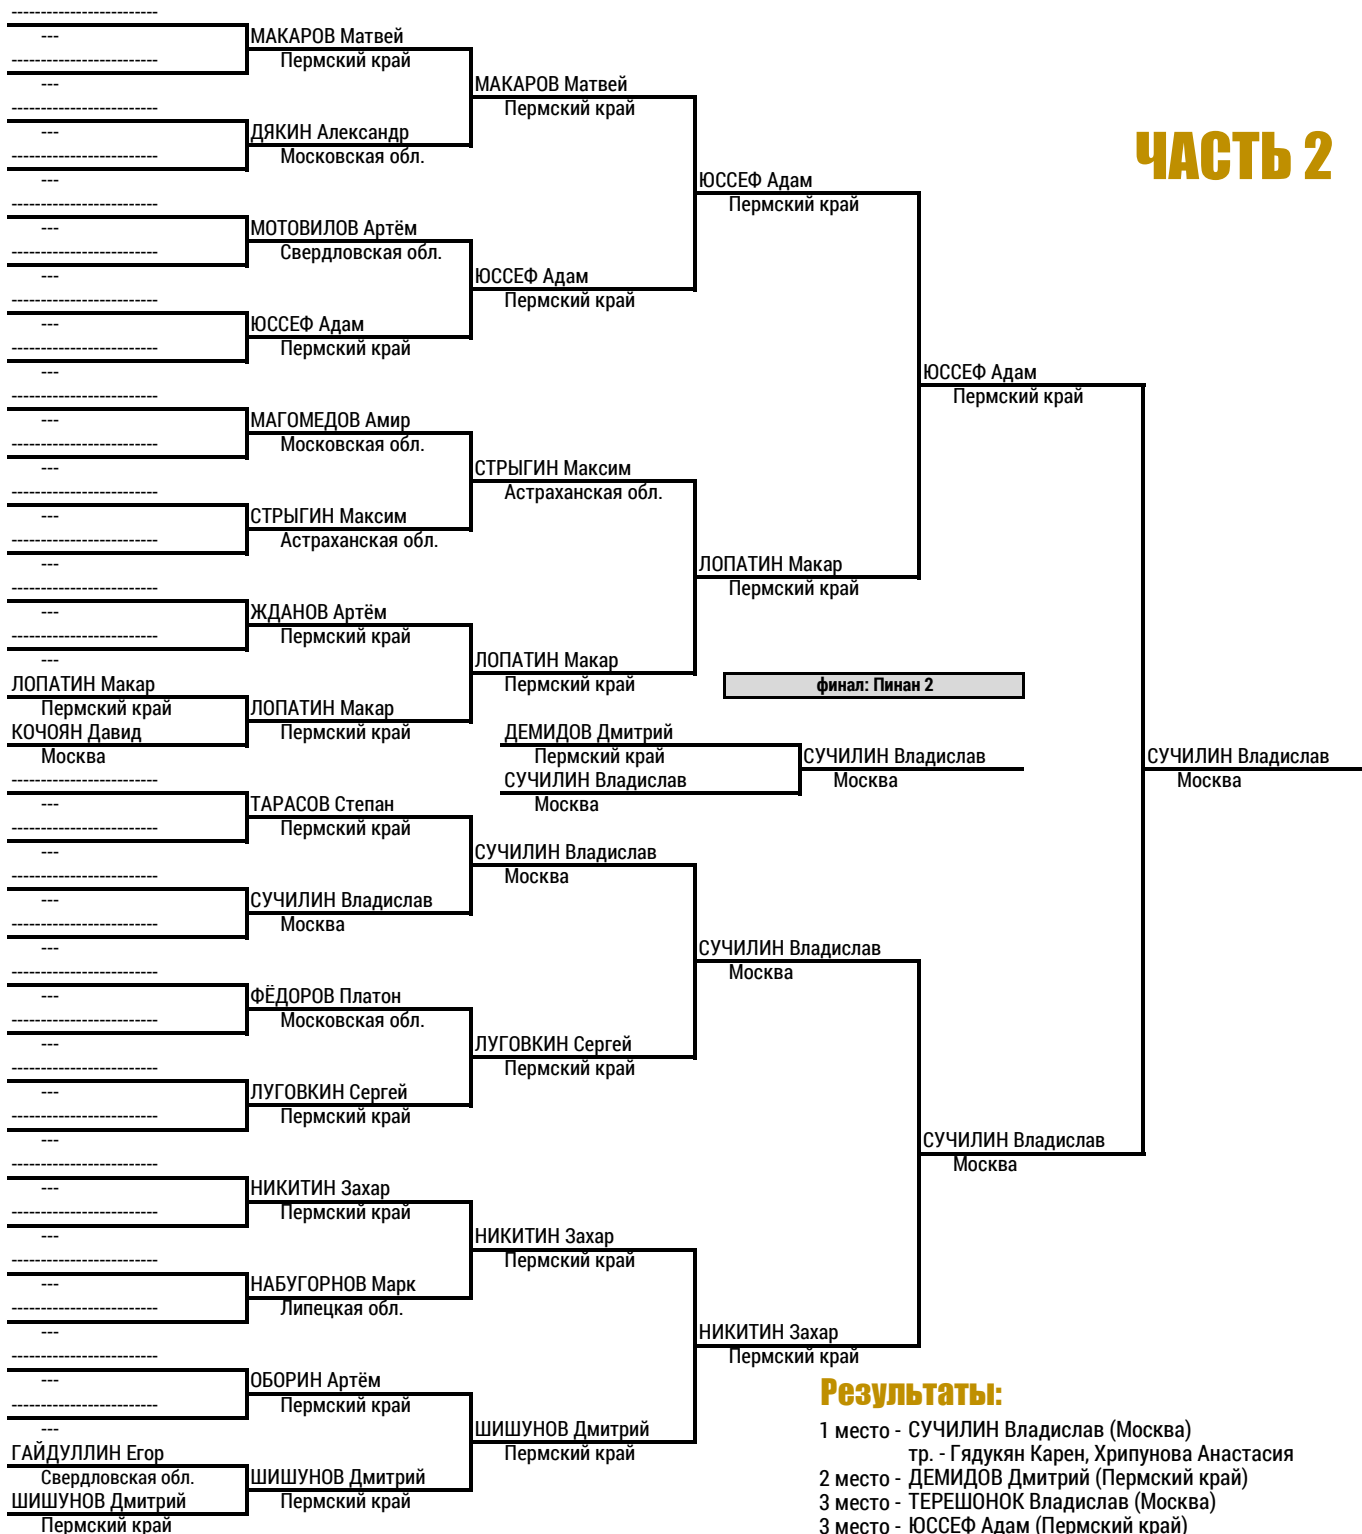 -------------------------
---
-------------------------
---
-------------------------
---
-------------------------
---
-------------------------
---
-------------------------
---
-------------------------
---
-------------------------
---
-------------------------
---
-------------------------
---
-------------------------
---
-------------------------
---
-------------------------
---
-------------------------
---
ЛОПАТИН Макар
Пермский край
КОЧОЯН Давид
Москва
-------------------------
---
-------------------------
---
-------------------------
---
-------------------------
---
-------------------------
---
-------------------------
---
-------------------------
---
-------------------------
---
-------------------------
---
-------------------------
---
-------------------------
---
-------------------------
---
-------------------------
---
-------------------------
---
ГАЙДУЛЛИН Егор
Свердловская обл.
ШИШУНОВ Дмитрий
Пермский край
МАКАРОВ Матвей
Пермский край
ДЯКИН Александр
Московская обл.
МОТОВИЛОВ Артём
Свердловская обл.
ЮССЕФ Адам
Пермский край
МАГОМЕДОВ Амир
Московская обл.
СТРЫГИН Максим
Астраханская обл.
ЖДАНОВ Артём
Пермский край
ЛОПАТИН Макар
Пермский край
ТАРАСОВ Степан
Пермский край
СУЧИЛИН Владислав
Москва
ФЁДОРОВ Платон
Московская обл.
ЛУГОВКИН Сергей
Пермский край
НИКИТИН Захар
Пермский край
НАБУГОРНОВ Марк
Липецкая обл.
ОБОРИН Артём
Пермский край
ШИШУНОВ Дмитрий
Пермский край
МАКАРОВ Матвей
Пермский край
ЮССЕФ Адам
Пермский край
СТРЫГИН Максим
Астраханская обл.
ЛОПАТИН Макар
Пермский край
СУЧИЛИН Владислав
Москва
ЛУГОВКИН Сергей
Пермский край
НИКИТИН Захар
Пермский край
ШИШУНОВ Дмитрий
Пермский край
ЮССЕФ Адам
Пермский край
ЛОПАТИН Макар
Пермский край
СУЧИЛИН Владислав
Москва
НИКИТИН Захар
Пермский край
ЮССЕФ Адам
Пермский край
СУЧИЛИН Владислав
Москва
СУЧИЛИН Владислав
Москва
ЧАСТЬ 2
финал: Пинан 2
ДЕМИДОВ Дмитрий
Пермский край
СУЧИЛИН Владислав
Москва
СУЧИЛИН Владислав
Москва
Результаты:
1 место - СУЧИЛИН Владислав (Москва)
тр. - Гядукян Карен, Хрипунова Анастасия
2 место - ДЕМИДОВ Дмитрий (Пермский край)
3 место - ТЕРЕШОНОК Владислав (Москва)
3 место - ЮССЕФ Адам (Пермский край)